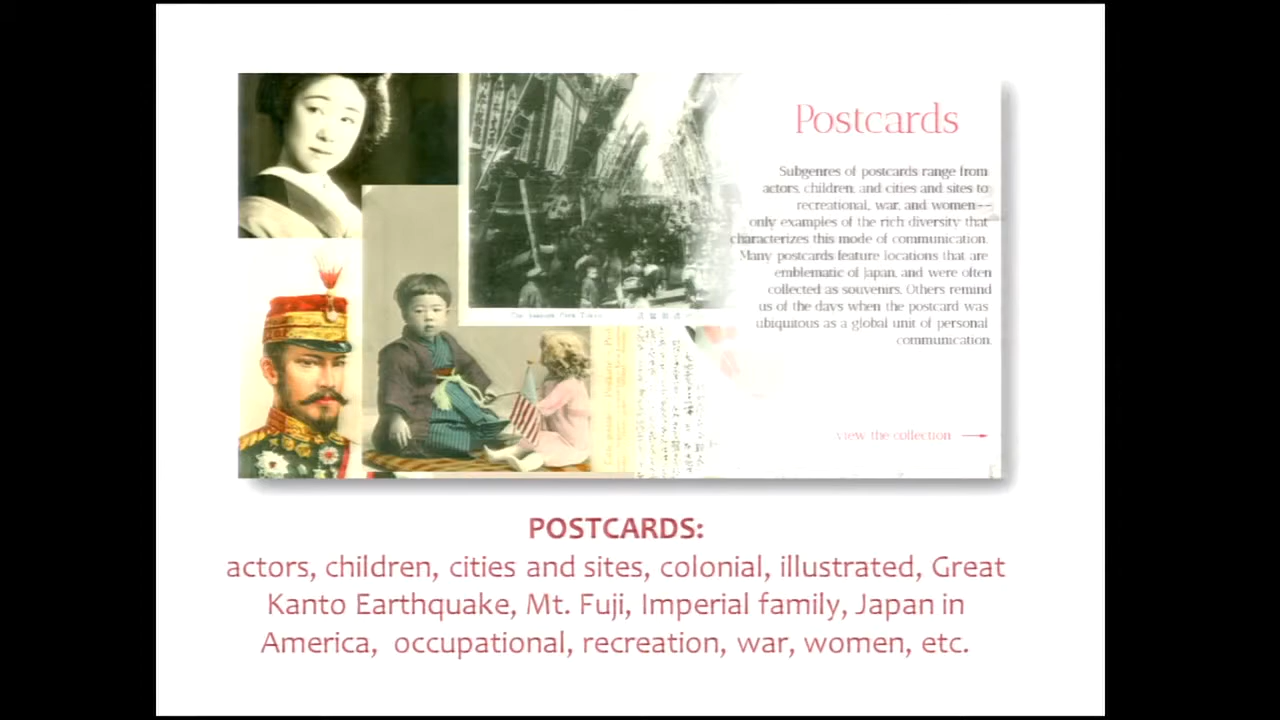 Postcards
Subgenres of postcards range from
actors, children, and cities and sites to
recreational, war, and women--
only examples of the rich diversity that
characterizes this mode of communication.
Many postcards feature locations that are
emblematic of japan, and were often
collected as souvenirs. Others remind
us of the days when the postcard was
ubiquitous as a global unit of personal
communication.
view the collection
POSTCARDS:
actors, children, cities and sites, colonial, illustrated, Great
Kanto Earthquake, Mt. Fuji, Imperial family, Japan in
America, occupational, recreation, war, women, etc.